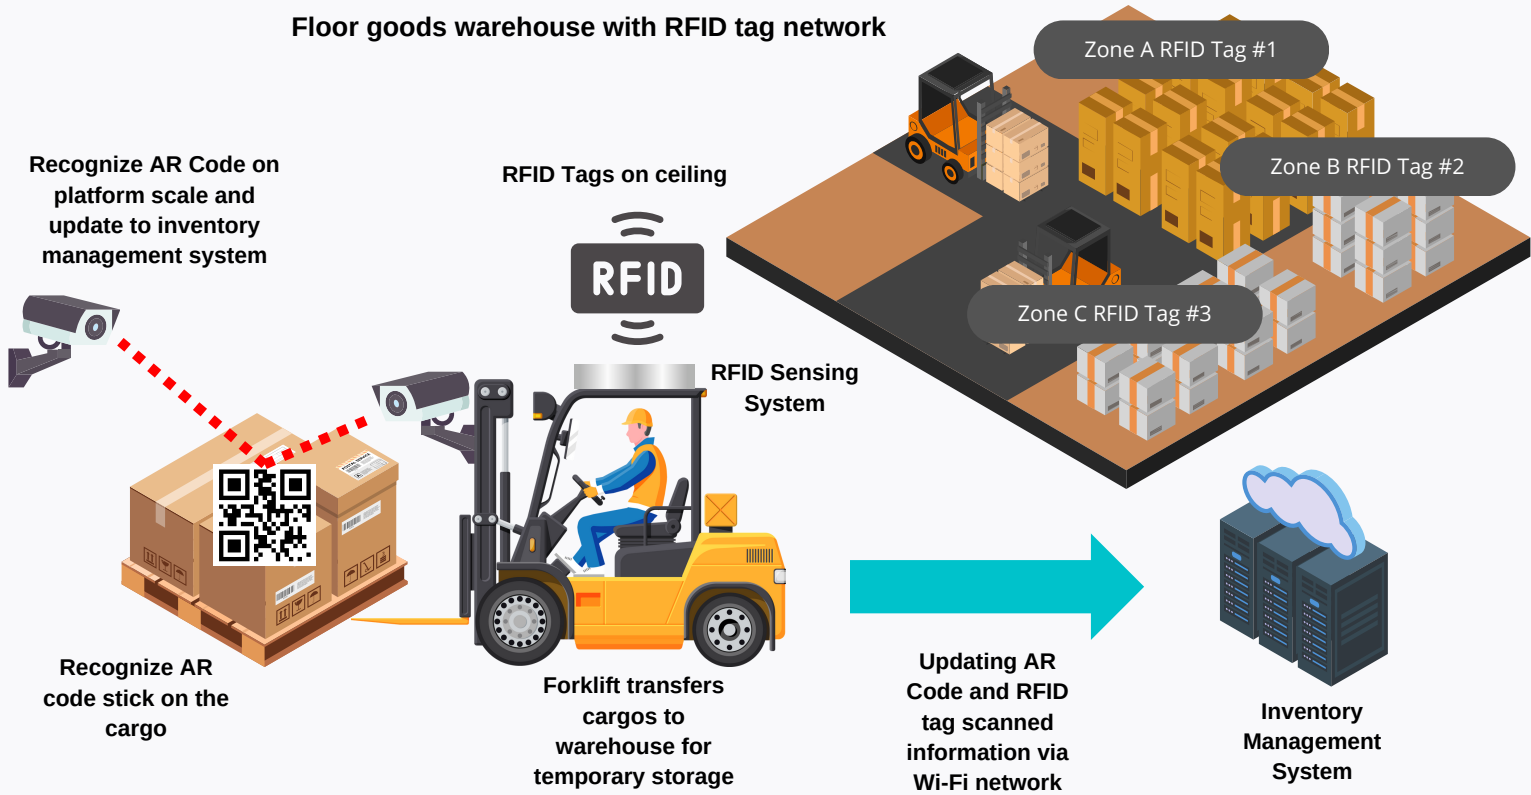 Floor goods warehouse with RFID tag network
Zone A RFID Tag #1
Zone B RFID Tag #2
Zone C RFID Tag #3
Recognize AR Code on
platform scale and
update to inventory
management system
RFID Tags on ceiling
RFID
RFID Sensing
System
Recognize AR
code stick on the
cargo
Forklift transfers
cargos to
warehouse for
temporary storage
Updating AR
Code and RFID
tag scanned
information via
Wi-Fi network
Inventory
Management
System